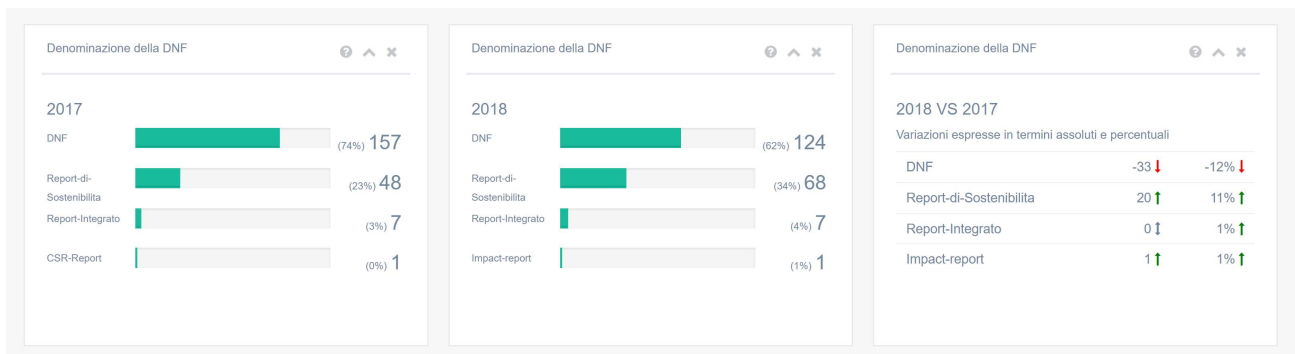 Denominazione della DNF
2017
DNF (74%) 157
Report-di-
Sostenibilita (23%) 48
Report-Integrato (3%) 7
CSR-Report (0%) 1
Denominazione della DNF
2018
DNF (62%) 124
Report-di-
Sostenibilita (34%) 68
Report-Integrato (4%) 7
Impact-report (1%) 1
Denominazione della DNF
2018 VS 2017
Variazioni espresse in termini assoluti e percentuali
DNF -33 -12%
Report-di-Sostenibilita 20 11%
Report-Integrato 0 1%
Impact-report 1 1%